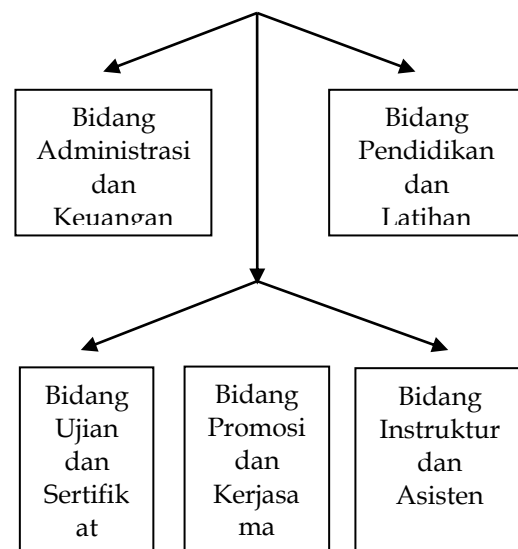 Bidang
Administrasi
dan
Keuangan
Bidang
Pendidikan
dan
Latihan
Bidang
Ujian
dan
Sertifik
at
Bidang
Promosi
dan
Kerjasa
ma
Bidang
Instruktur
dan
Asisten